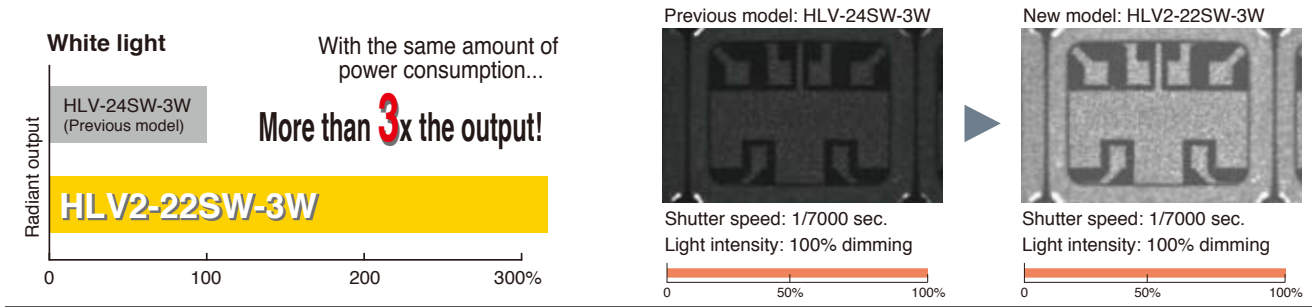 White light
With the same amount of
power consumption...
More than 3x the output!
Radiant output
HLV-24SW-3W
(Previous model)
HLV2-22SW-3W
0 100 200 300%
Previous model: HLV-24SW-3W
Shutter speed: 1/7000 sec.
Light intensity: 100% dimming
0 50% 100%
New model: HLV2-22SW-3W
Shutter speed: 1/7000 sec.
Light intensity: 100% dimming
0 50% 100%